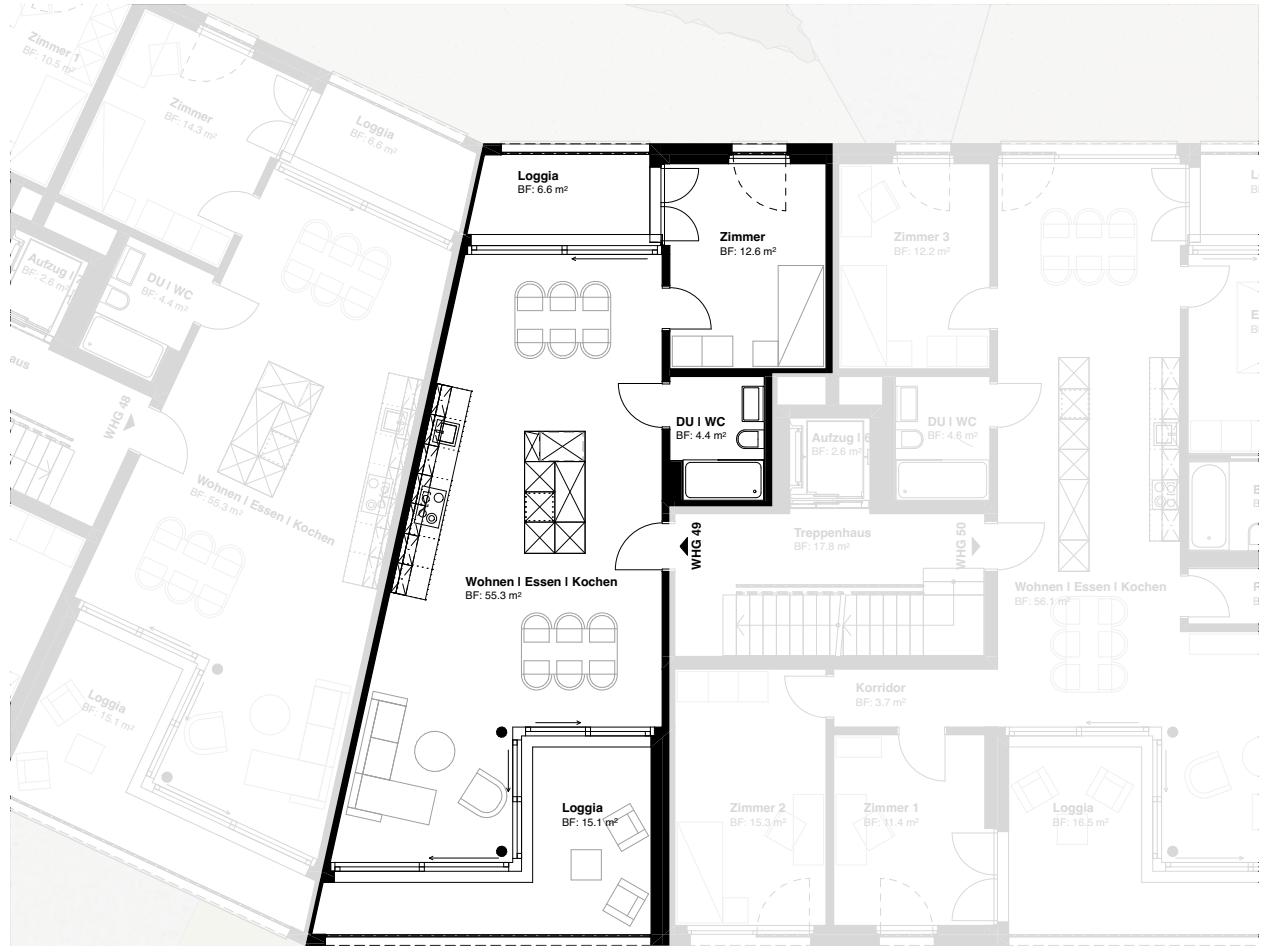 Zimmer 1
BF: 10.5 m²
Zimmer
BF: 14.3 m²
Loggia
BF: 6.6 m²
Loggia
BF: 6.6 m²
Zimmer
BF: 12.6 m²
Zimmer 3
BF: 12.2 m²
Aufzug I
BF: 2.6 m²
DU I WC
BF: 4.4 m²
WHG 48
Wohnen I Essen I Kochen
BF: 55.3 m²
DU I WC
BF: 4.4 m²
Aufzug I 6
BF: 2.6 m²
DU I WC
BF: 4.6 m²
WHG 49
Treppenhaus
BF: 17.8 m²
WHG 50
Wohnen I Essen I Kochen
BF: 55.3 m²
Wohnen I Essen I Kochen
BF: 56.1 m²
Korridor
BF: 3.7 m²
Loggia
BF: 15.1 m²
Loggia
BF: 15.1 m²
Zimmer 2
BF: 15.3 m²
Zimmer 1
BF: 11.4 m²
Loggia
BF: 16.5 m²